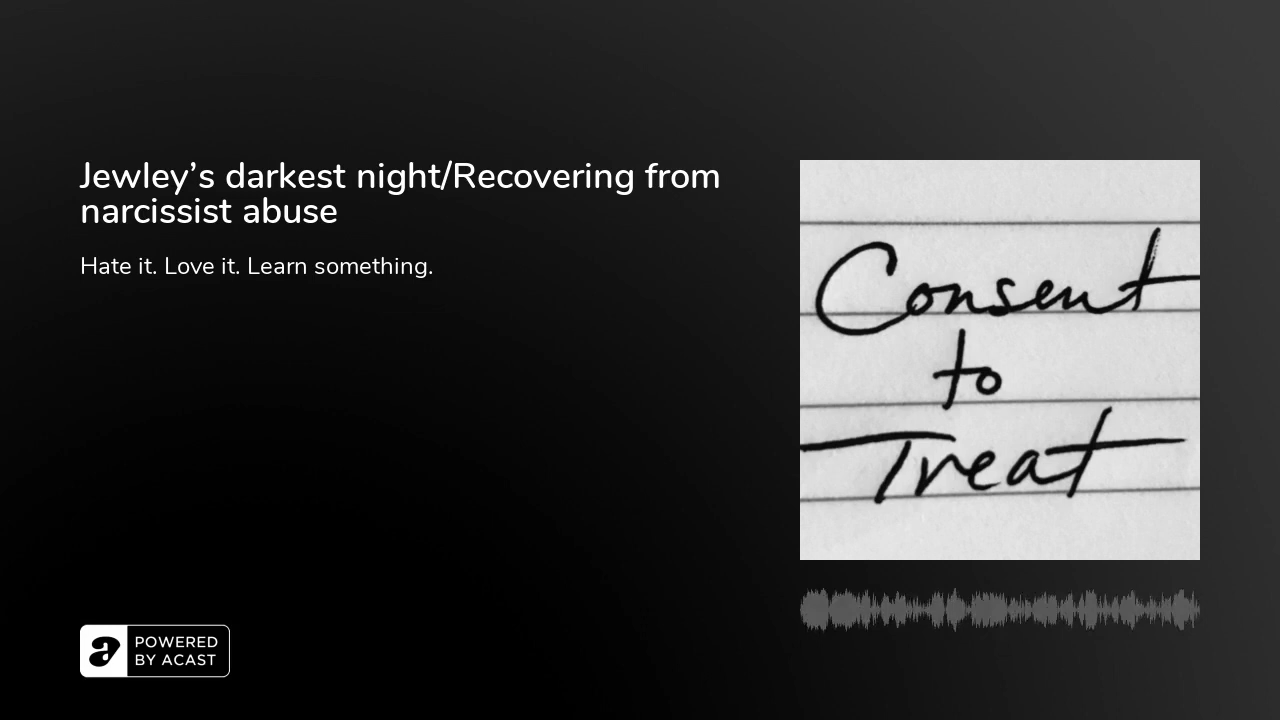 Jewley’s darkest night/Recovering from
narcissist abuse
Hate it. Love it. Learn something.
Consent
to
Treat
a
POWERED
BY ACAST